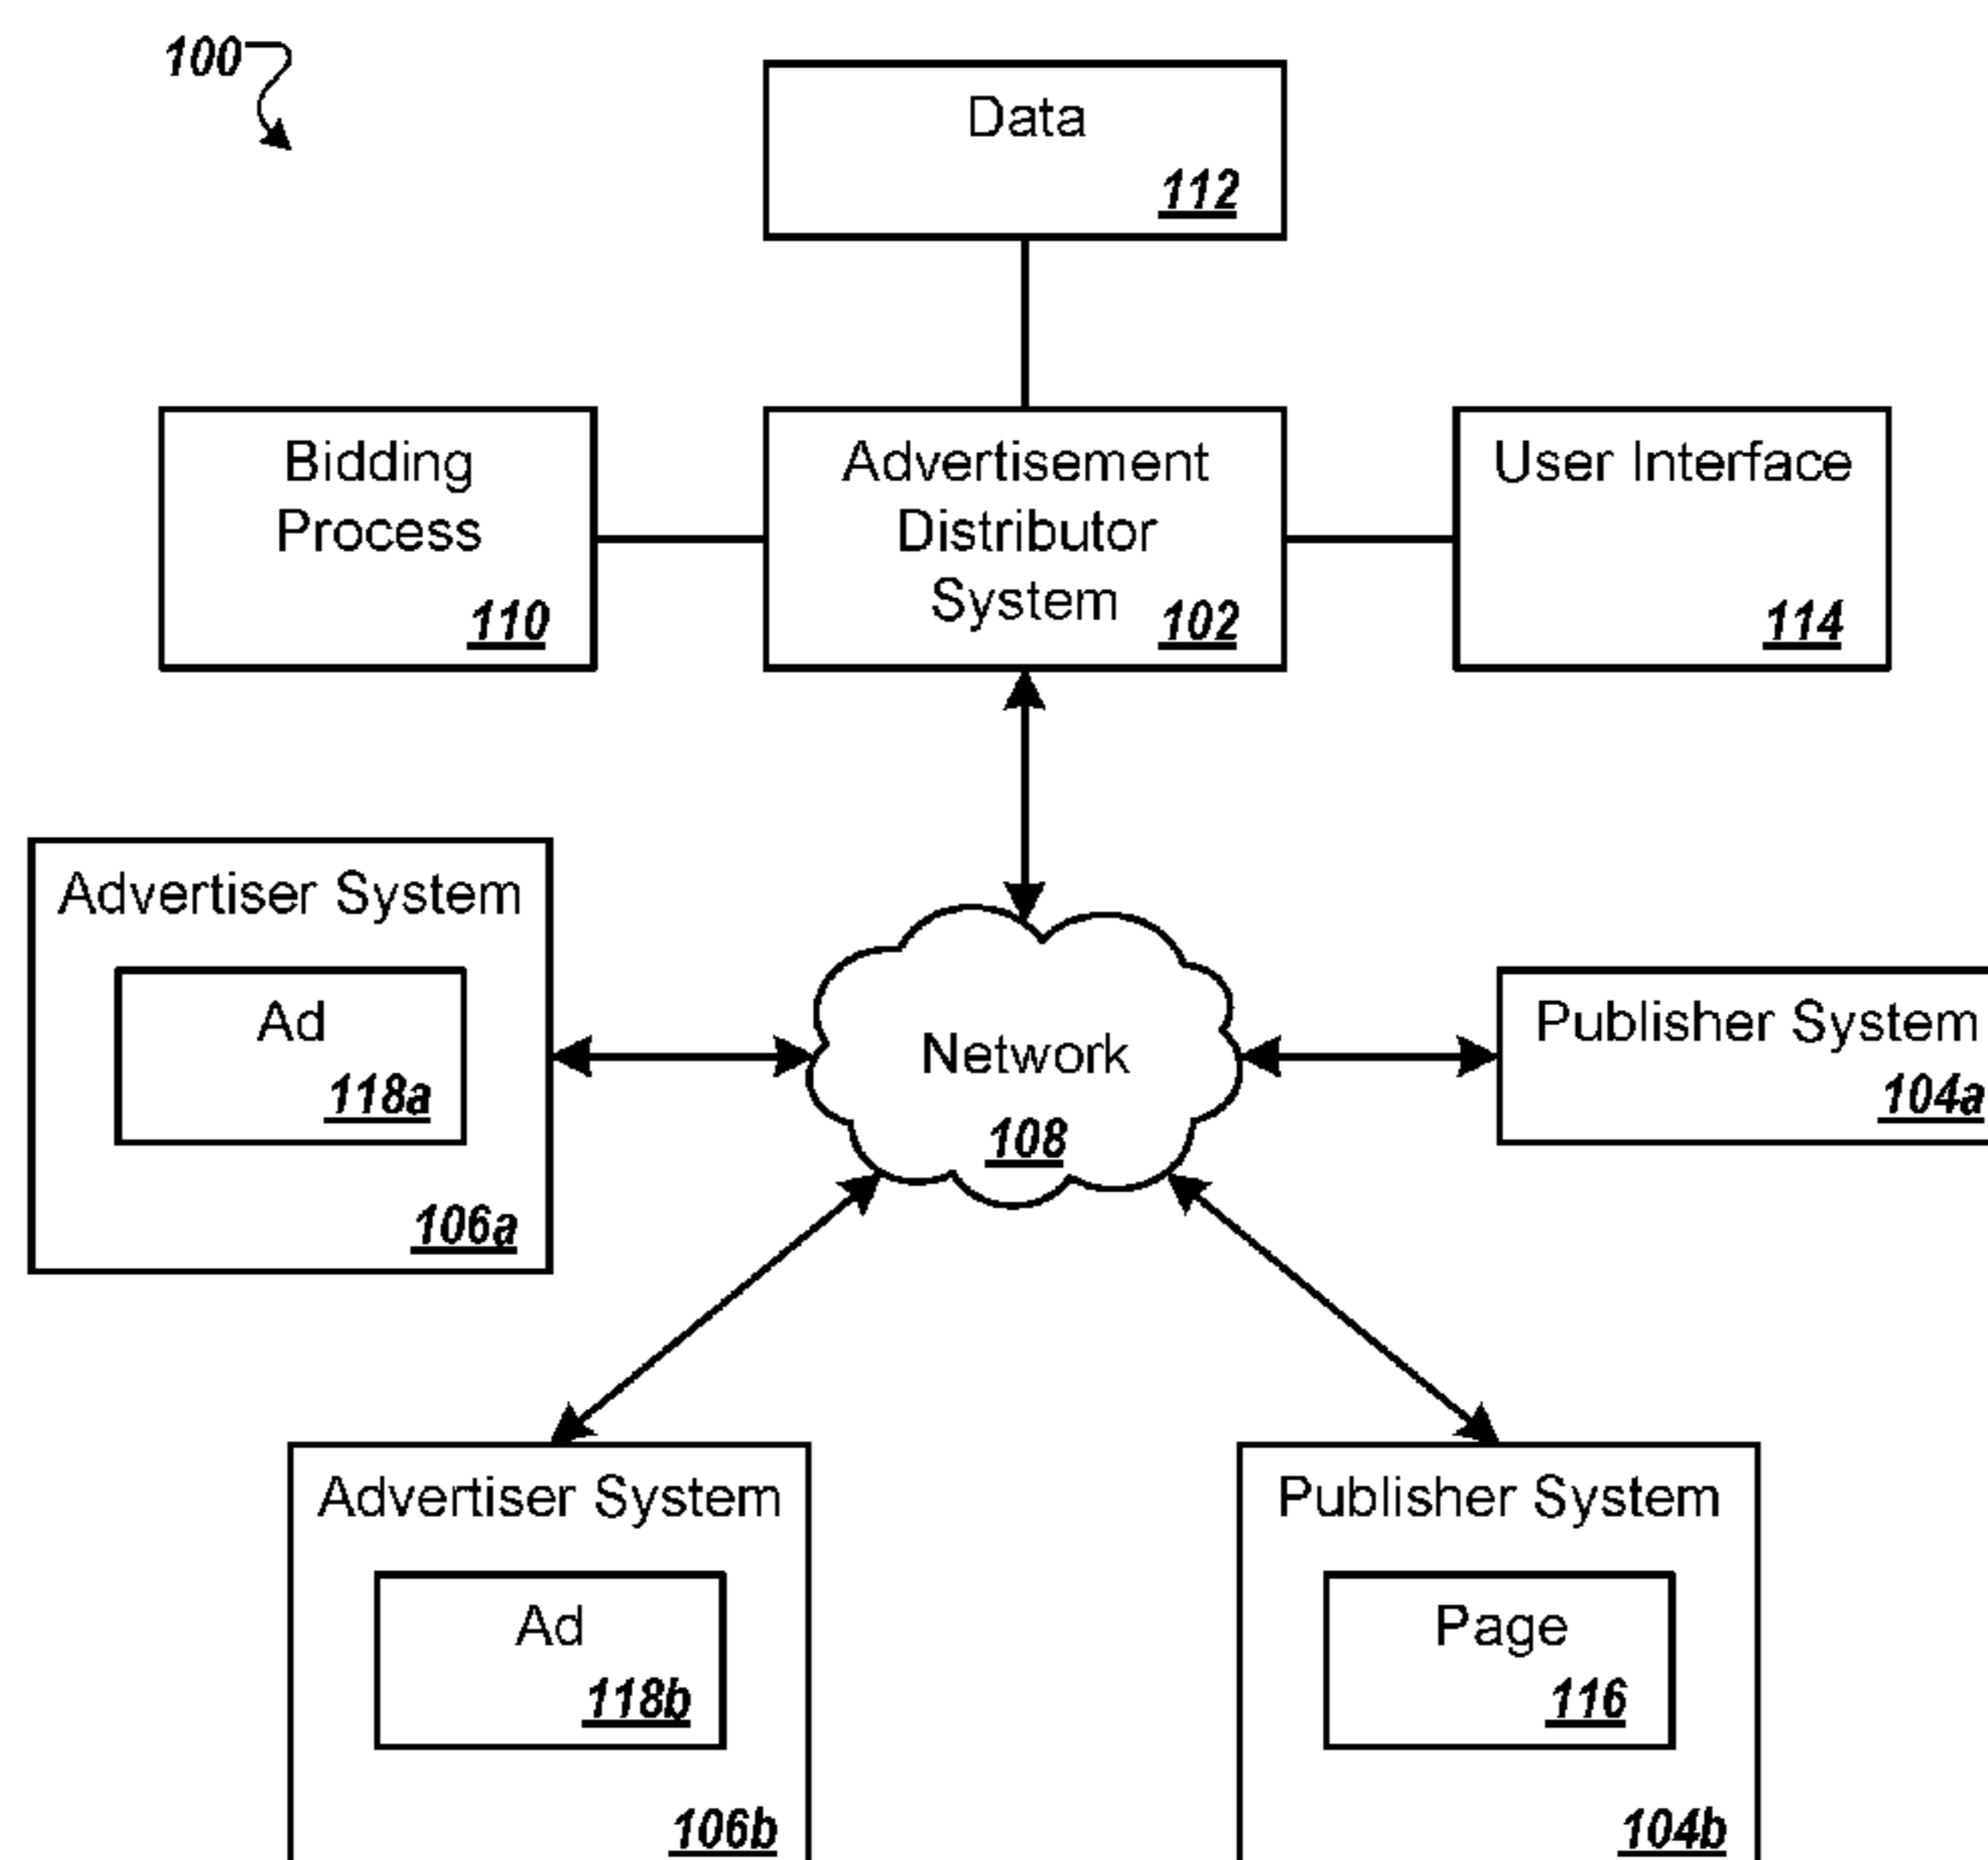 100
Data
112
Bidding
Process
110
Advertisement
Distributor
System
102
User Interface
114
Advertiser System
Ad
118a
106a
Network
108
Publisher System
104a
Advertiser System
Ad
118b
106b
Publisher System
Page
116
104b